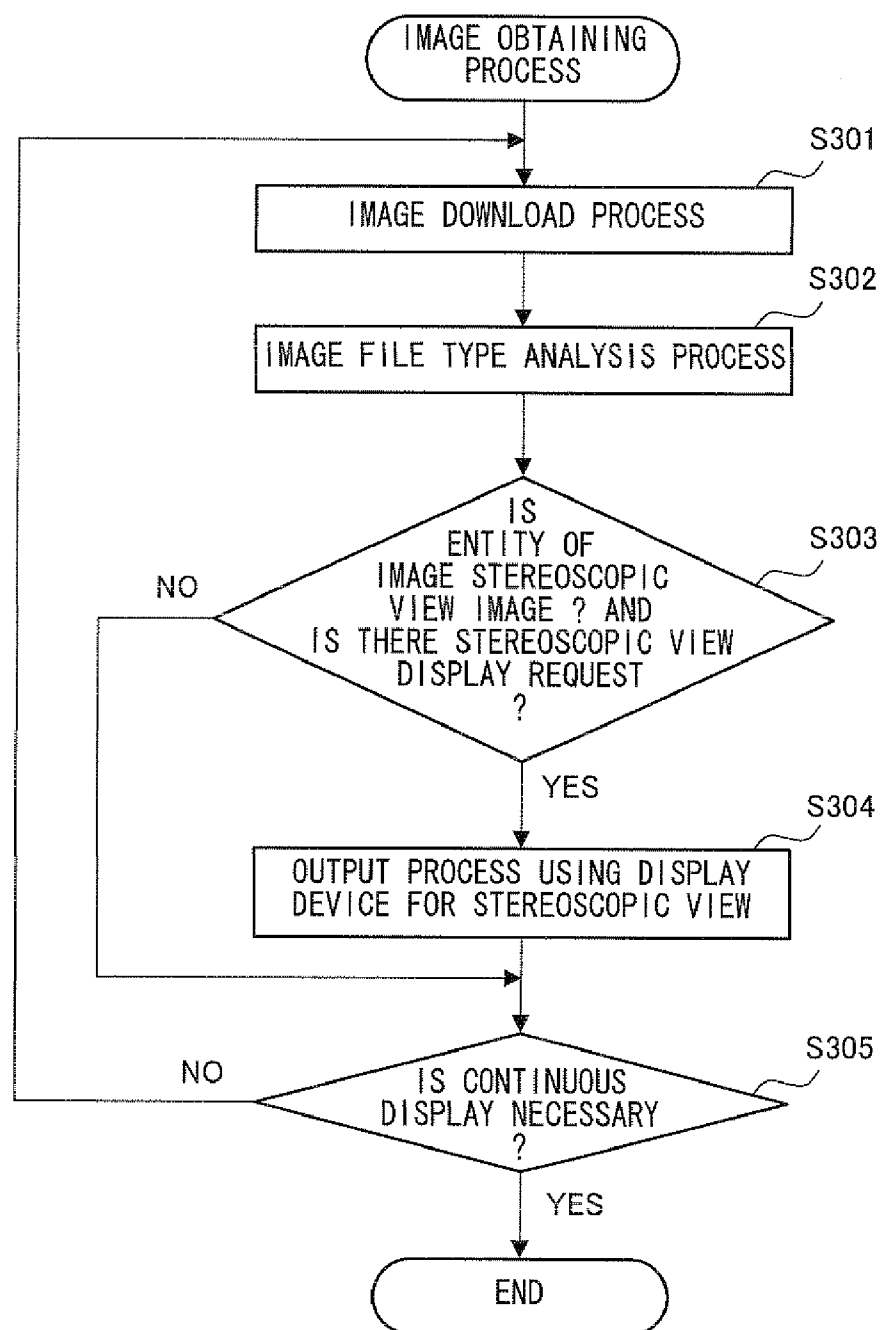 IMAGE OBTAINING
PROCESS
S301
IMAGE DOWNLOAD PROCESS
S302
IMAGE FILE TYPE ANALYSIS PROCESS
S303
IS
ENTITY OF
IMAGE STEREOSCOPIC
VIEW IMAGE ? AND
IS THERE STEREOSCOPIC VIEW
DISPLAY REQUEST
?
NO
YES
S304
OUTPUT PROCESS USING DISPLAY
DEVICE FOR STEREOSCOPIC VIEW
S305
IS CONTINUOUS
DISPLAY NECESSARY
?
NO
YES
END